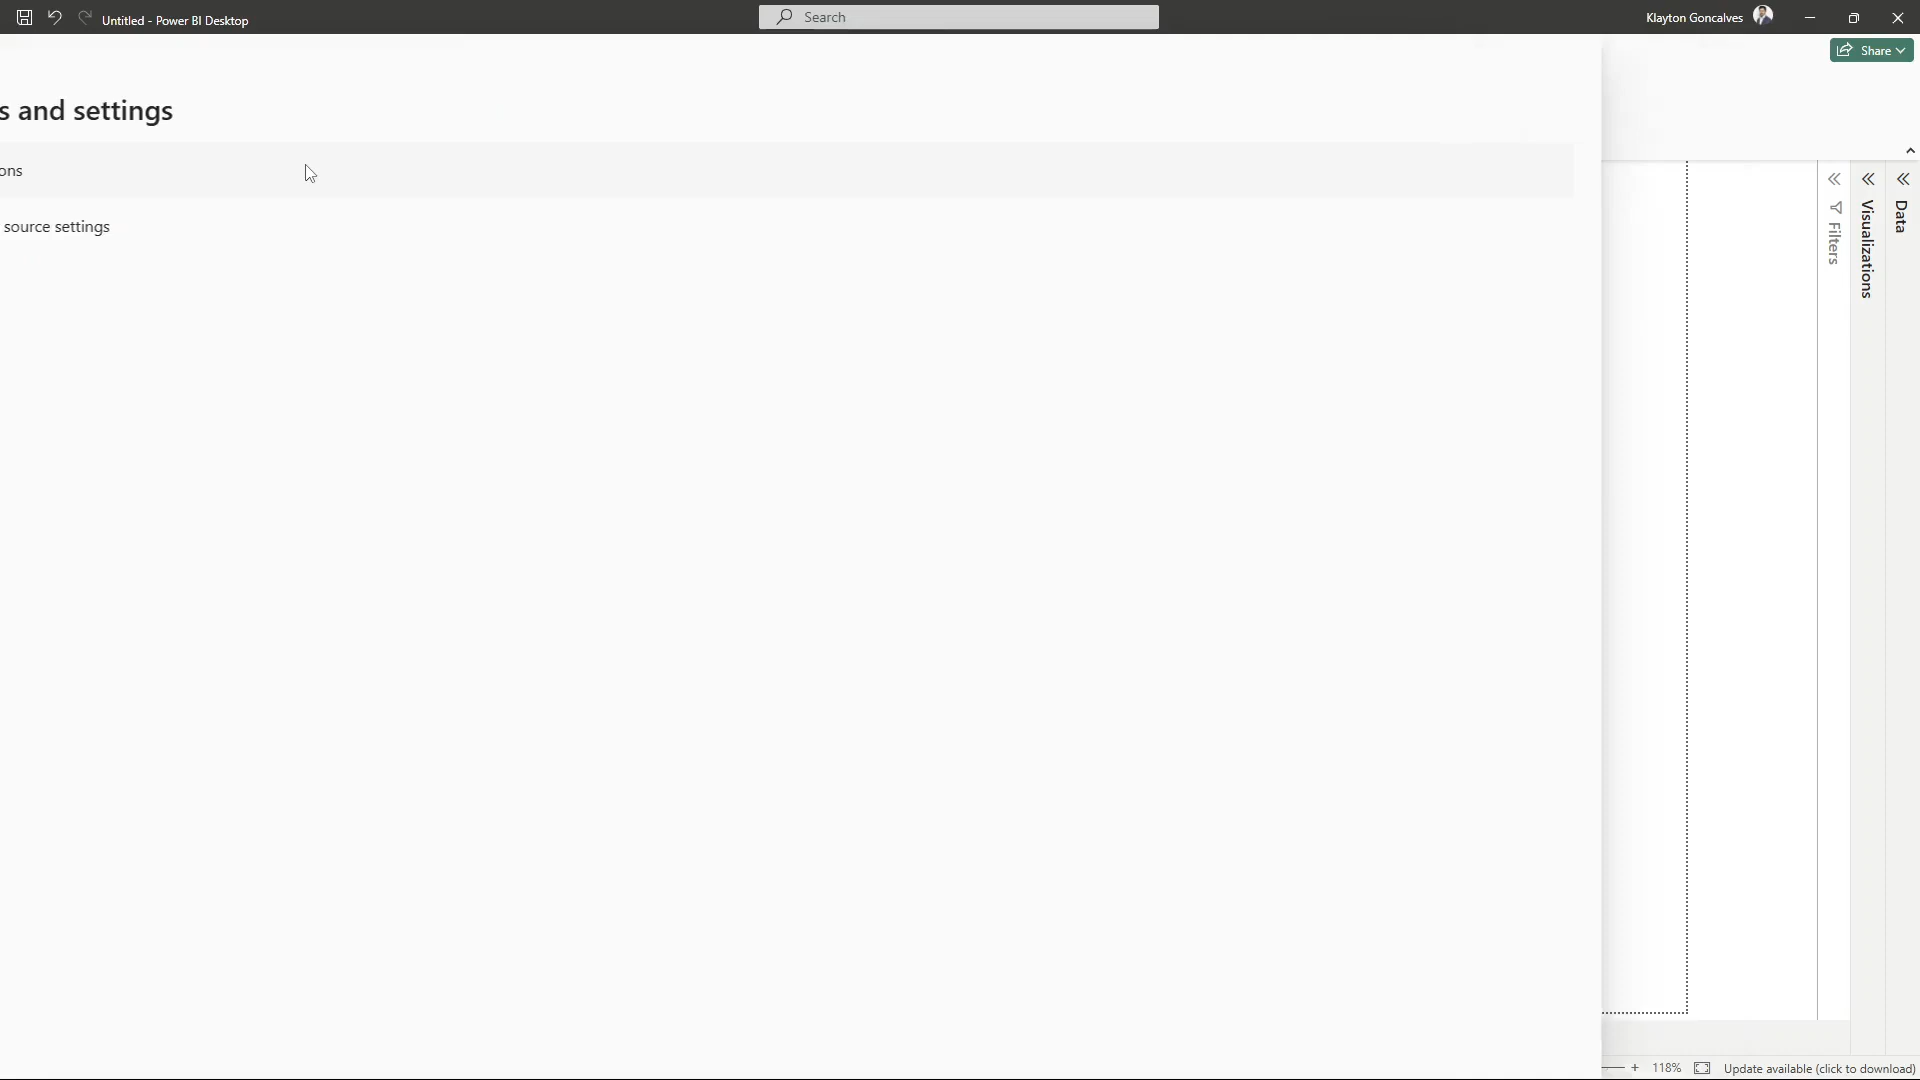 Untitled - Power BI Desktop
Search
Klayton Goncalves
Share
s and settings
ons
source settings
Filters
Visualizations
Data
118%
Update available (click to download)